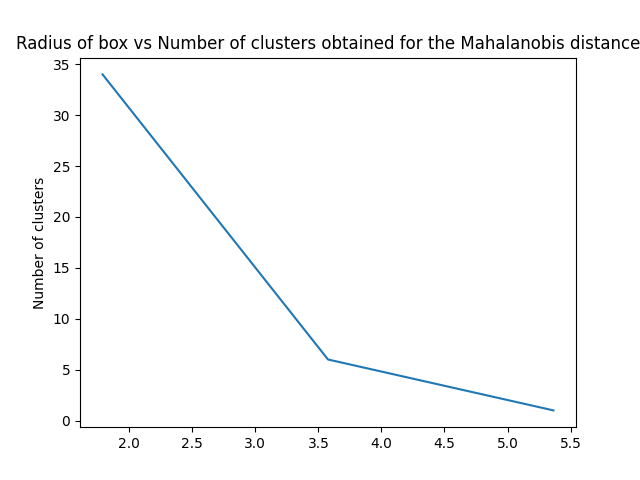 Radius of box vs Number of clusters obtained for the Mahalanobis distance
35
30
25
20
15
10
5
0
Number of clusters
2.0 2.5 3.0 3.5 4.0 4.5 5.0 5.5